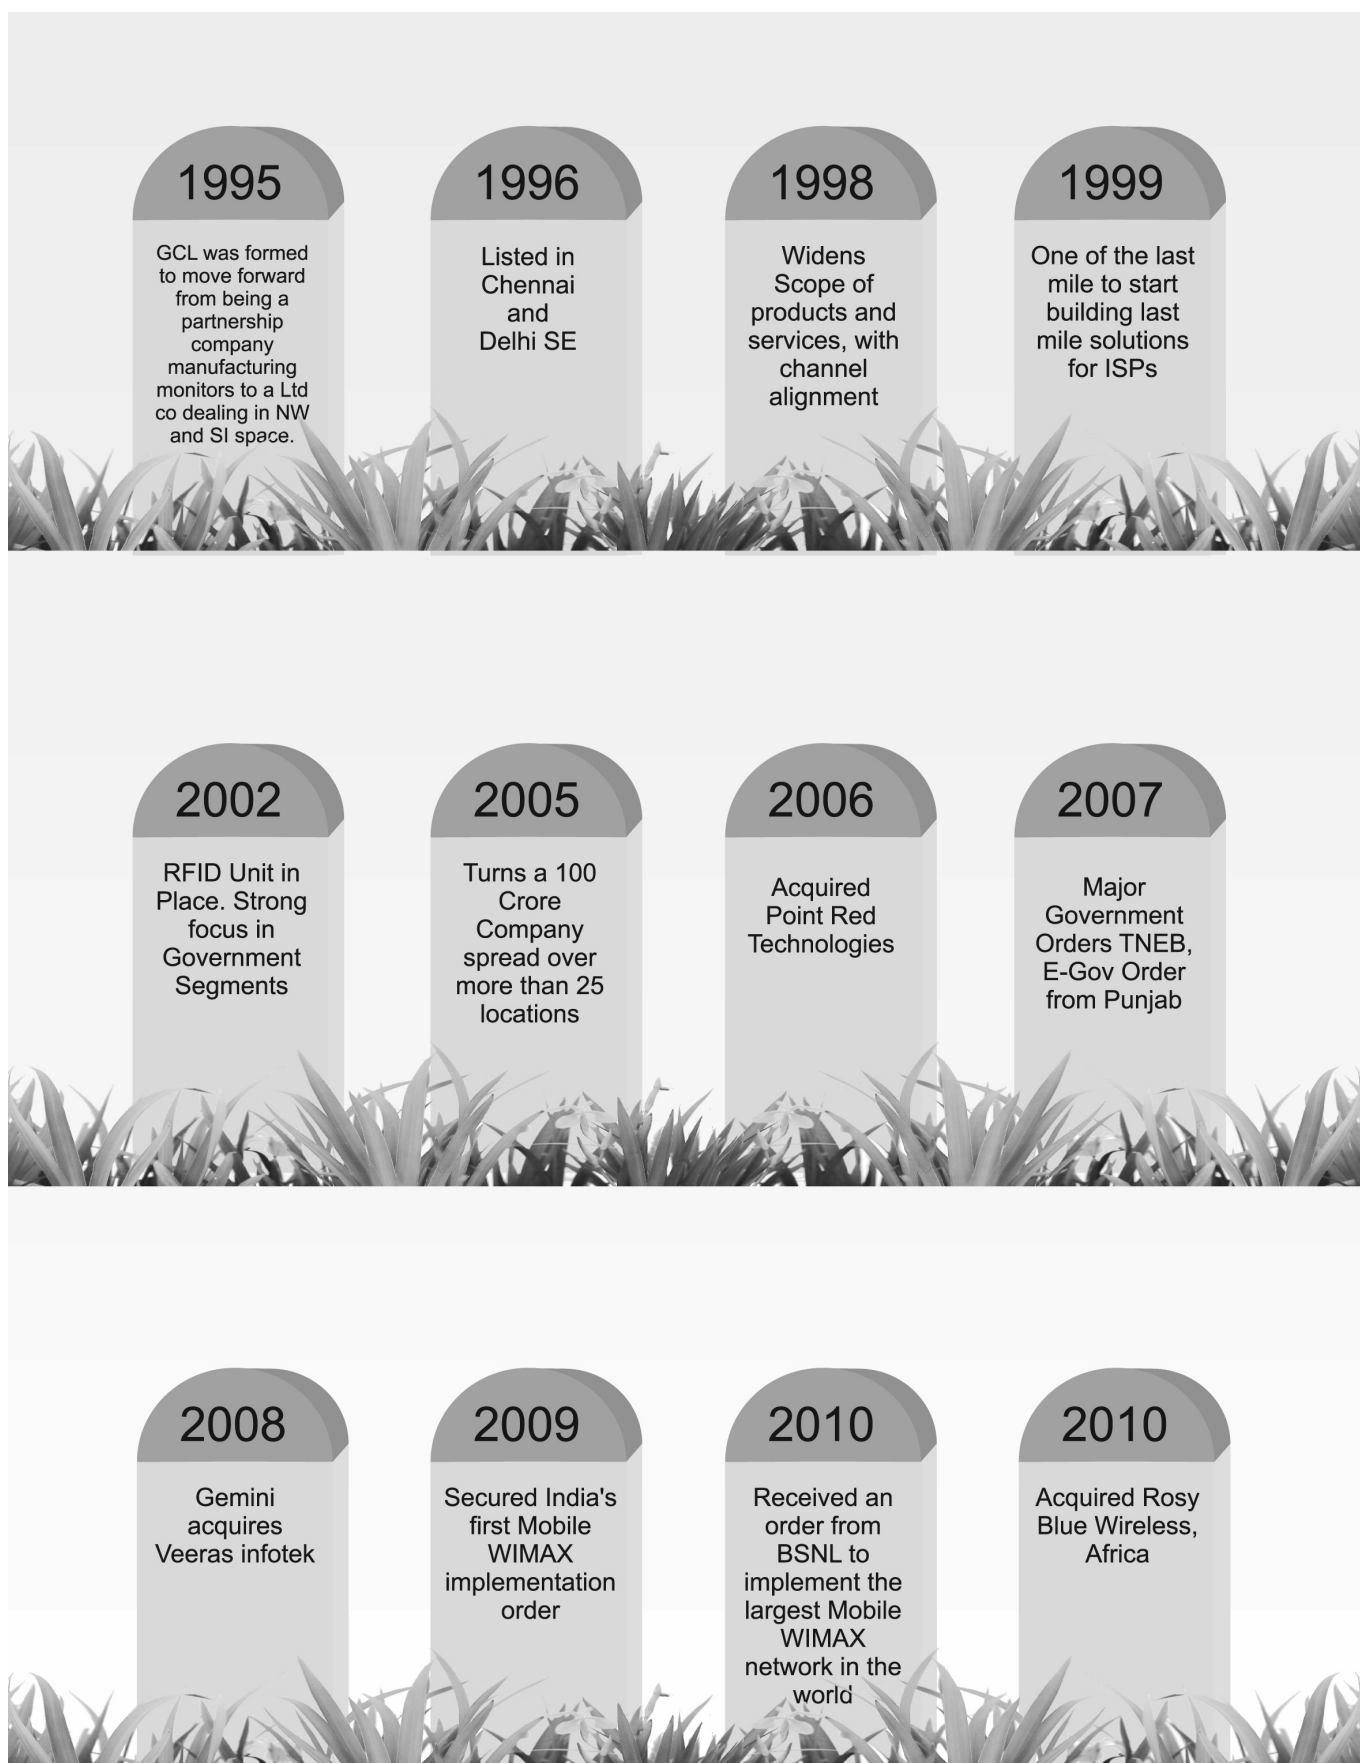 1995
GCL was formed
to move forward
from being a
partnership
company
manufacturing
monitors to a Ltd
co dealing in NW
and SI space.
1996
Listed in
Chennai
and
Delhi SE
1998
Widens
Scope of
products and
services, with
channel
alignment
1999
One of the last
mile to start
building last
mile solutions
for ISPs
2002
RFID Unit in
Place. Strong
focus in
Government
Segments
2005
Turns a 100
Crore
Company
spread over
more than 25
locations
2006
Acquired
Point Red
Technologies
2007
Major
Government
Orders TNEB,
E-Gov Order
from Punjab
2008
Gemini
acquires
Veeras infotek
2009
Secured India's
first Mobile
WIMAX
implementation
order
2010
Received an
order from
BSNL to
implement the
largest Mobile
WIMAX
network in the
world
2010
Acquired Rosy
Blue Wireless,
Africa